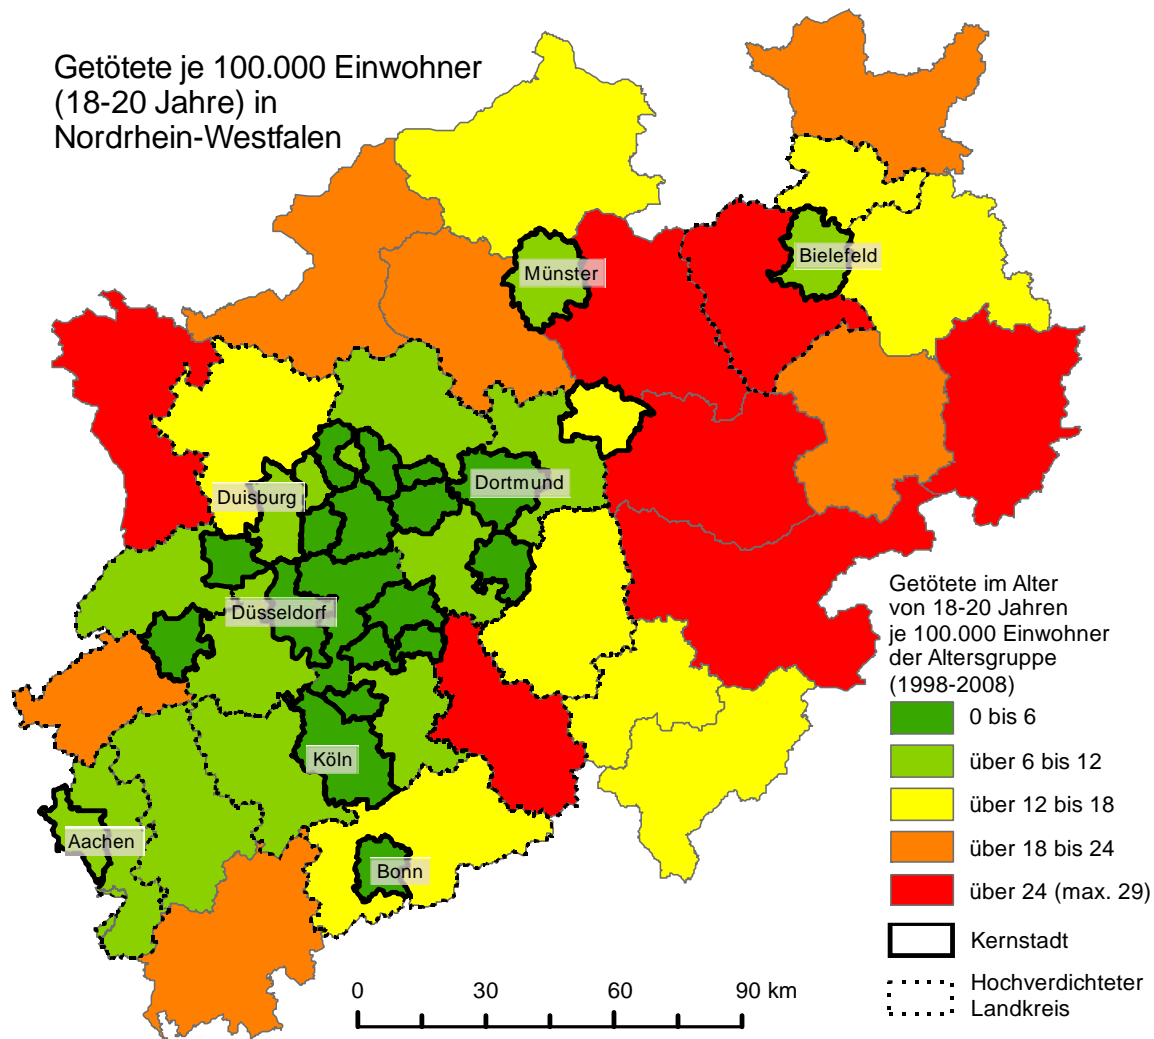 Getötete je 100.000 Einwohner
(18-20 Jahre) in
Nordrhein-Westfalen
Bielefeld
Münster
Duisburg
Dortmund
Düsseldorf
Köln
Aachen
Bonn
Getötete im Alter
von 18-20 Jahren
je 100.000 Einwohner
der Altersgruppe
(1998-2008)
0 bis 6
über 6 bis 12
über 12 bis 18
über 18 bis 24
über 24 (max. 29)
Kernstadt
Hochverdichteter
Landkreis
0 30 60 90 km